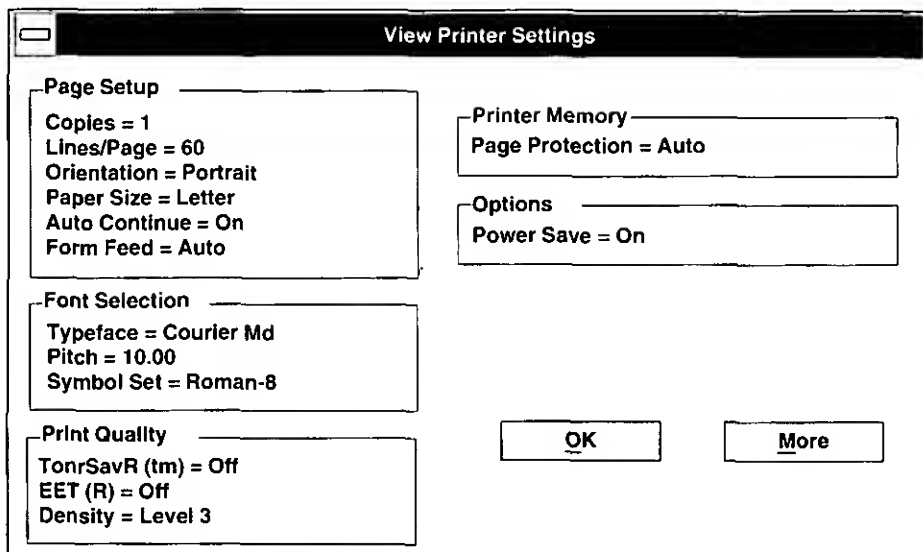 View Printer Settings
Page Setup
Copies = 1
Lines/Page = 60
Orientation = Portrait
Paper Size = Letter
Auto Continue = On
Form Feed = Auto
Font Selection
Typeface = Courier Md
Pitch = 10.00
Symbol Set = Roman-8
Print Quality
TonrSavR (tm) = Off
EET (R) = Off
Density = Level 3
Printer Memory
Page Protection = Auto
Options
Power Save = On
OK
More